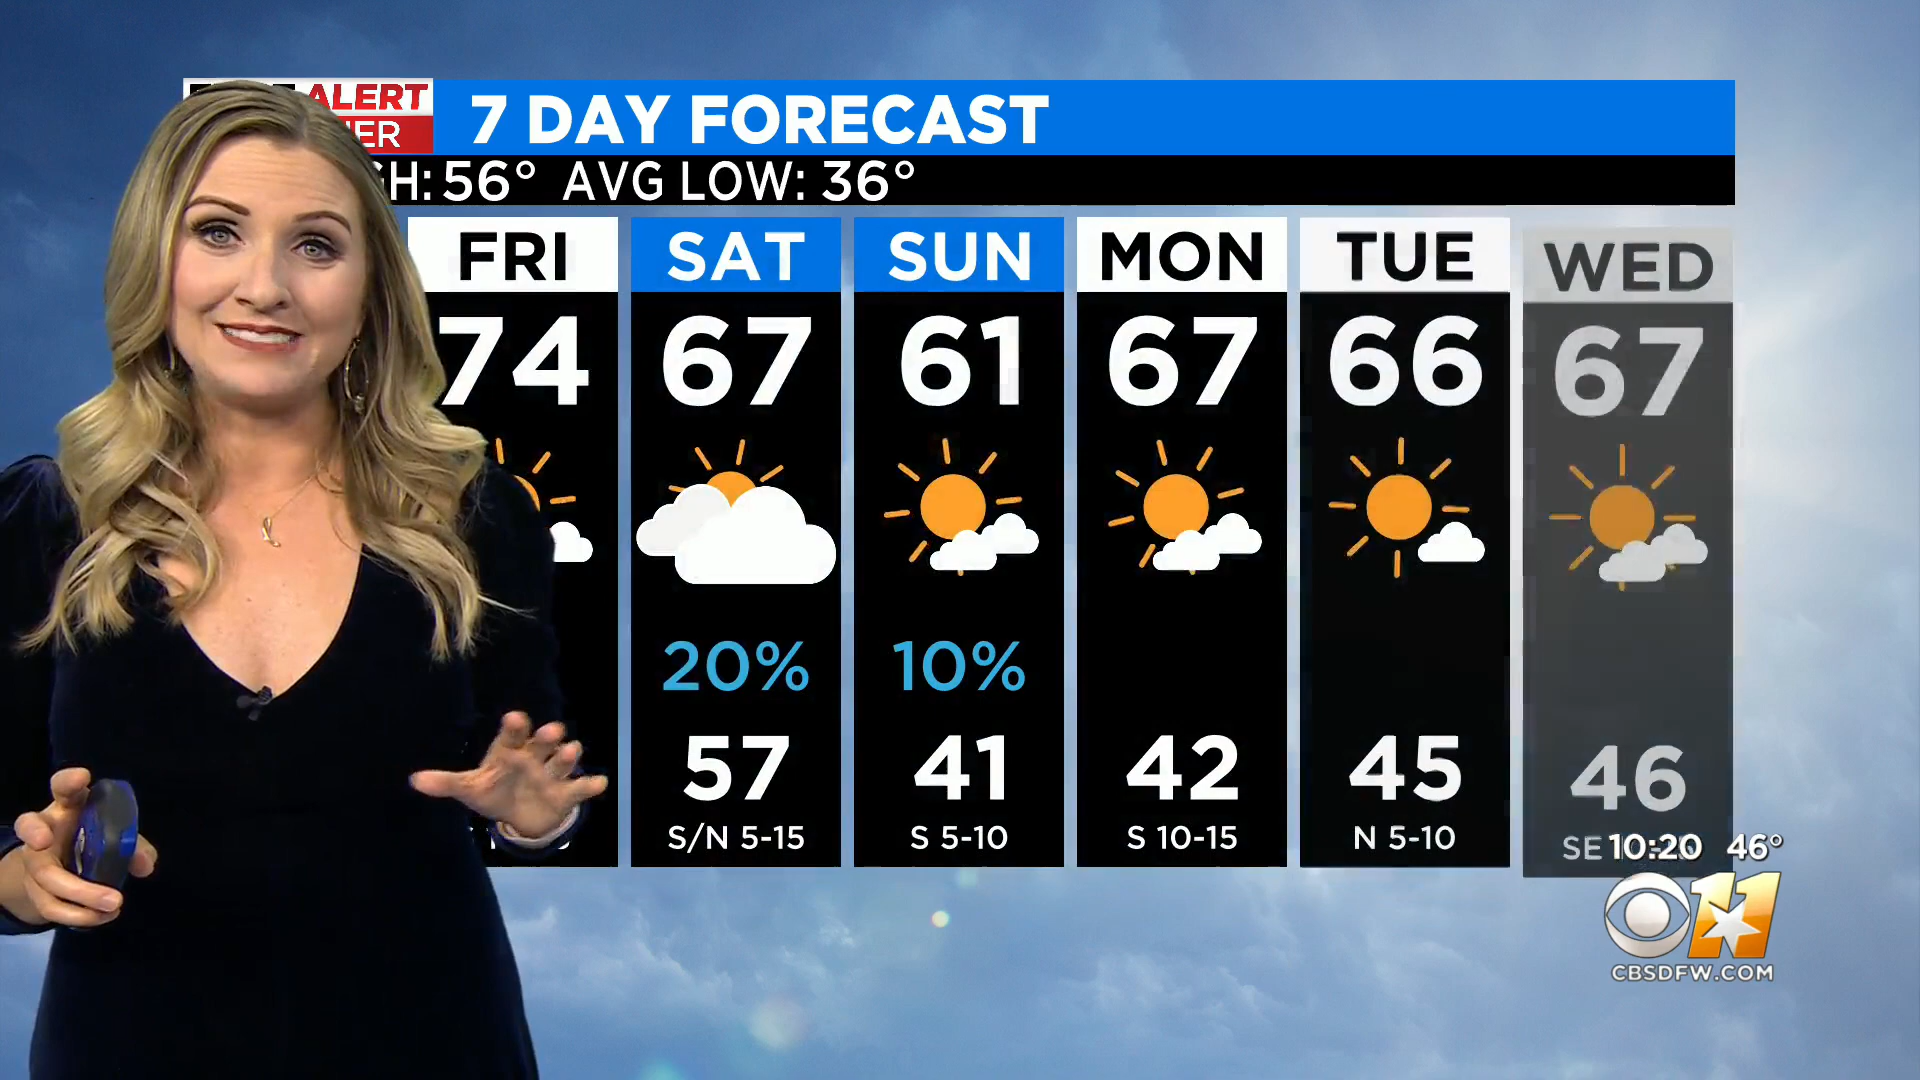 ALERT
7 DAY FORECAST
56° AVG LOW: 36°
FRI SAT SUN MON TUE WED
74 67 61 67 66 67
20% 10%
57 41 42 45 46
S/N 5-15 S 5-10 S 10-15 N 5-10 SE
10:20 46°
11
CBSDFW.COM